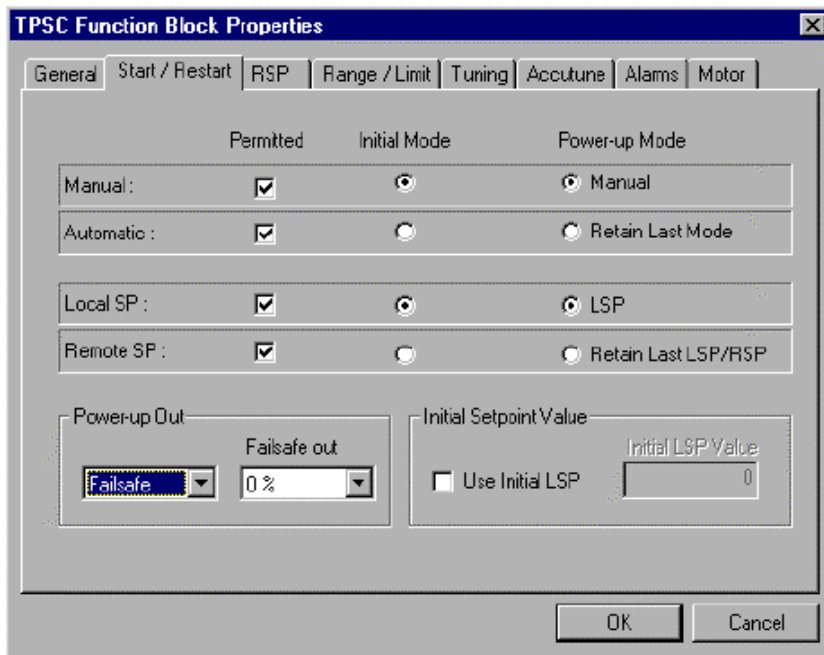 TPSC Function Block Properties
General Start / Restart RSP Range / Limit Tuning Accutune Alarms Motor
Permitted Initial Mode Power-up Mode
Manual : Manual
Automatic : Retain Last Mode
Local SP : LSP
Remote SP : Retain Last LSP/RSP
Power-up Out Initial Setpoint Value
Failsafe out Initial LSP Value
Failsafe 0 % Use Initial LSP 0
OK Cancel